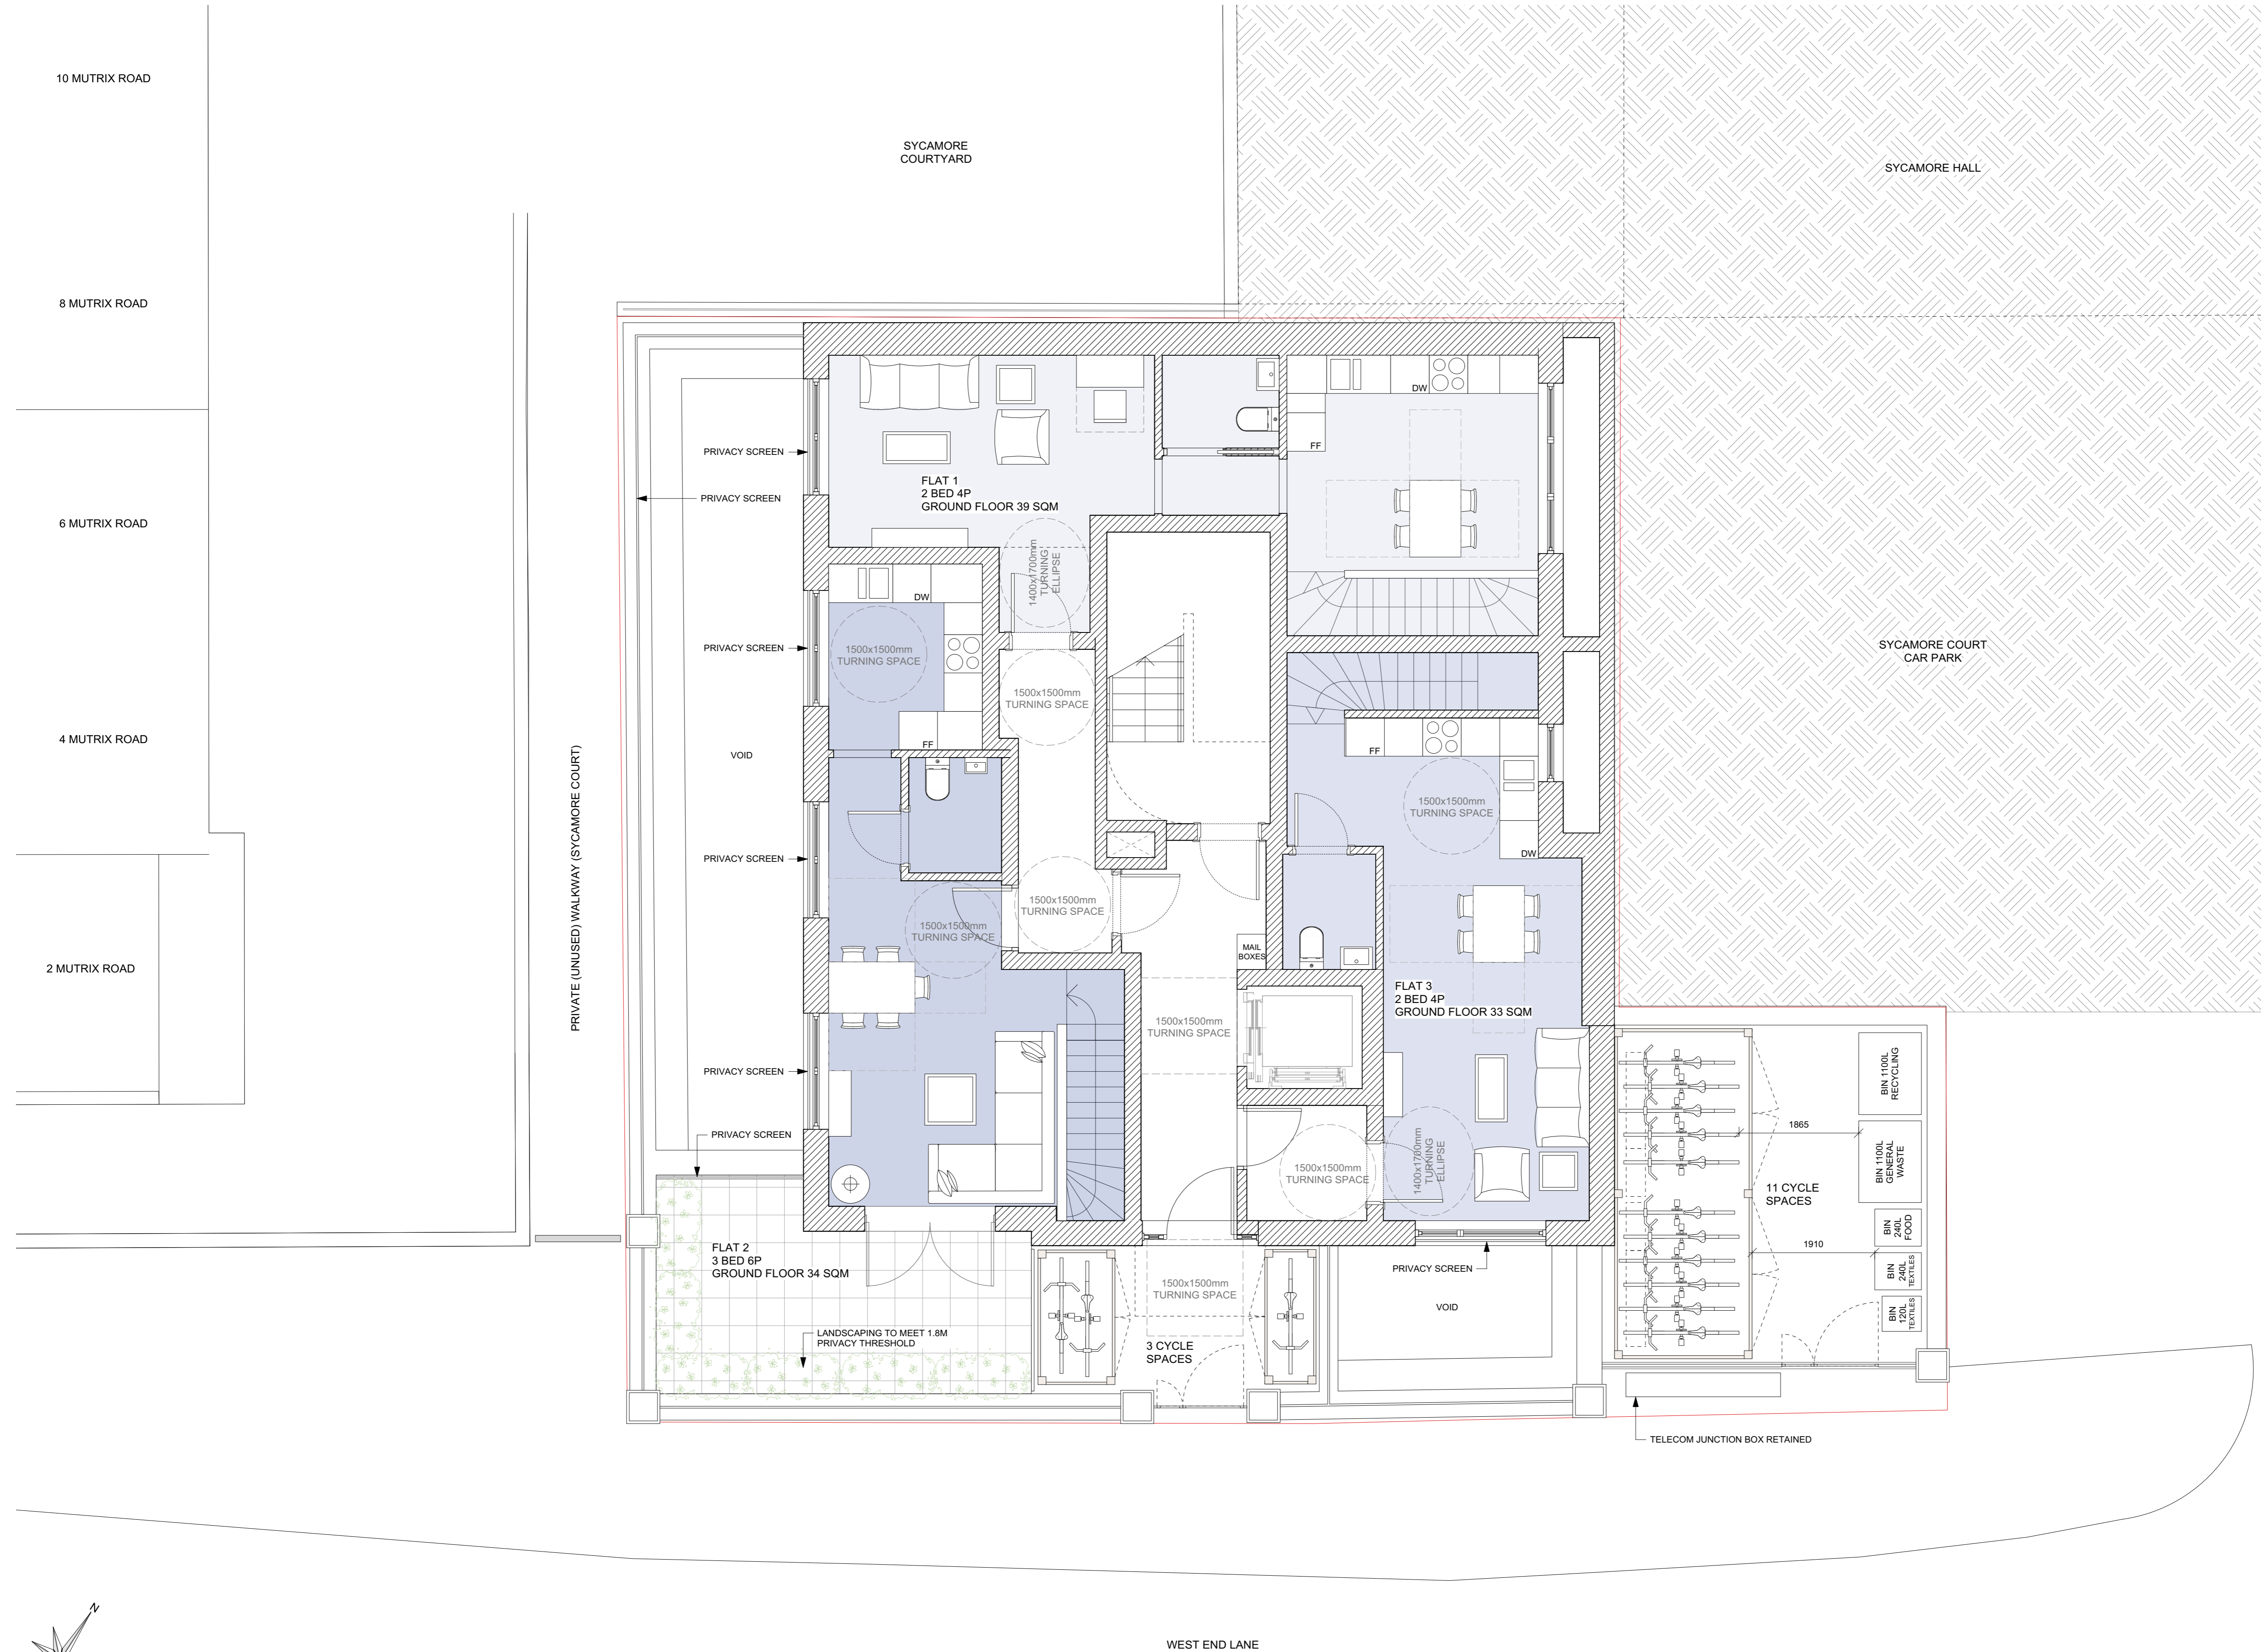 10 MUTRIX ROAD
SYCAMORE
COURTYARD
SYCAMORE HALL
8 MUTRIX ROAD
DW
FF
PRIVACY SCREEN
FLAT 1
2 BED 4P
GROUND FLOOR 39 SQM
PRIVACY SCREEN
6 MUTRIX ROAD
1400x1700mm
TURNING
ELLIPSE
DW
PRIVACY SCREEN
1500x1500mm
TURNING SPACE
SYCAMORE COURT
CAR PARK
1500x1500mm
TURNING SPACE
4 MUTRIX ROAD
VOID
FF
FF
PRIVATE (UNUSED) WALKWAY (SYCAMORE COURT)
1500x1500mm
TURNING SPACE
DW
PRIVACY SCREEN
1500x1500mm
TURNING SPACE
1500x1500mm
TURNING SPACE
MAIL
BOXES
2 MUTRIX ROAD
FLAT 3
2 BED 4P
GROUND FLOOR 33 SQM
1500x1500mm
TURNING SPACE
PRIVACY SCREEN
BIN 1100L
RECYCLING
1865
PRIVACY SCREEN
BIN 1100L
GENERAL
WASTE
1400x1700mm
TURNING
ELLIPSE
1500x1500mm
TURNING SPACE
11 CYCLE
SPACES
BIN
240L
FOOD
1910
FLAT 2
3 BED 6P
GROUND FLOOR 34 SQM
BIN
240L
TEXTILES
PRIVACY SCREEN
1500x1500mm
TURNING SPACE
VOID
BIN
120L
TEXTILES
LANDSCAPING TO MEET 1.8M
PRIVACY THRESHOLD
3 CYCLE
SPACES
TELECOM JUNCTION BOX RETAINED
N
WEST END LANE